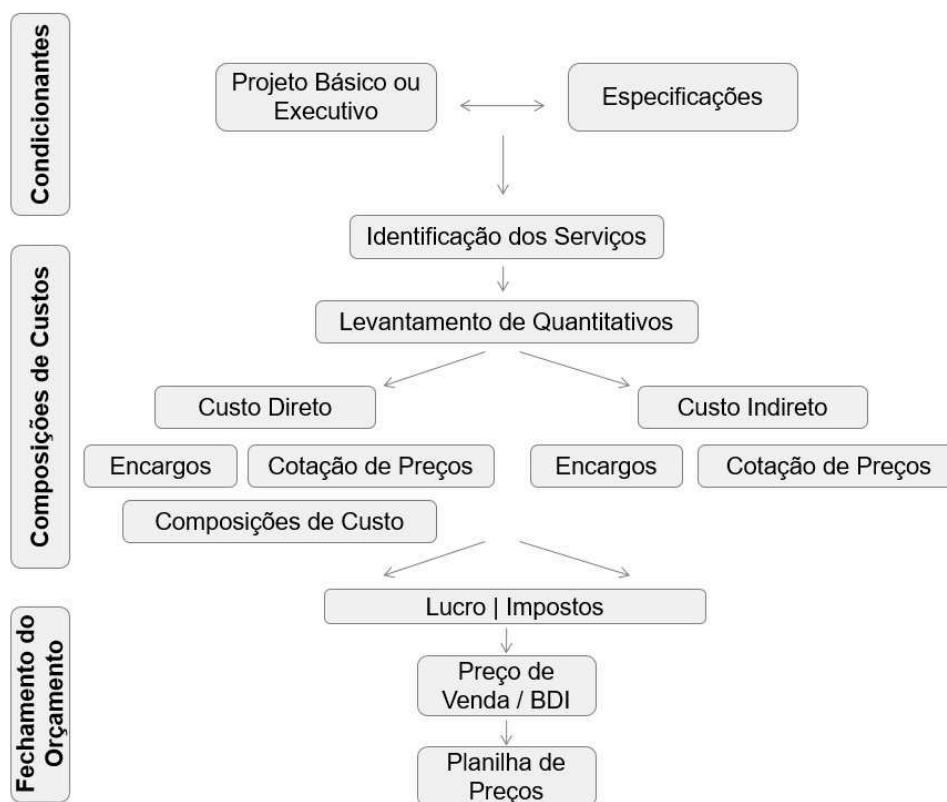 Condicionantes
Projeto Básico ou
Executivo
Especificações
Identificação dos Serviços
Composições de Custos
Levantamento de Quantitativos
Custo Direto
Custo Indireto
Encargos
Cotação de Preços
Encargos
Cotação de Preços
Composições de Custo
Fechamento do
Orçamento
Lucro | Impostos
Preço de
Venda / BDI
Planilha de
Preços